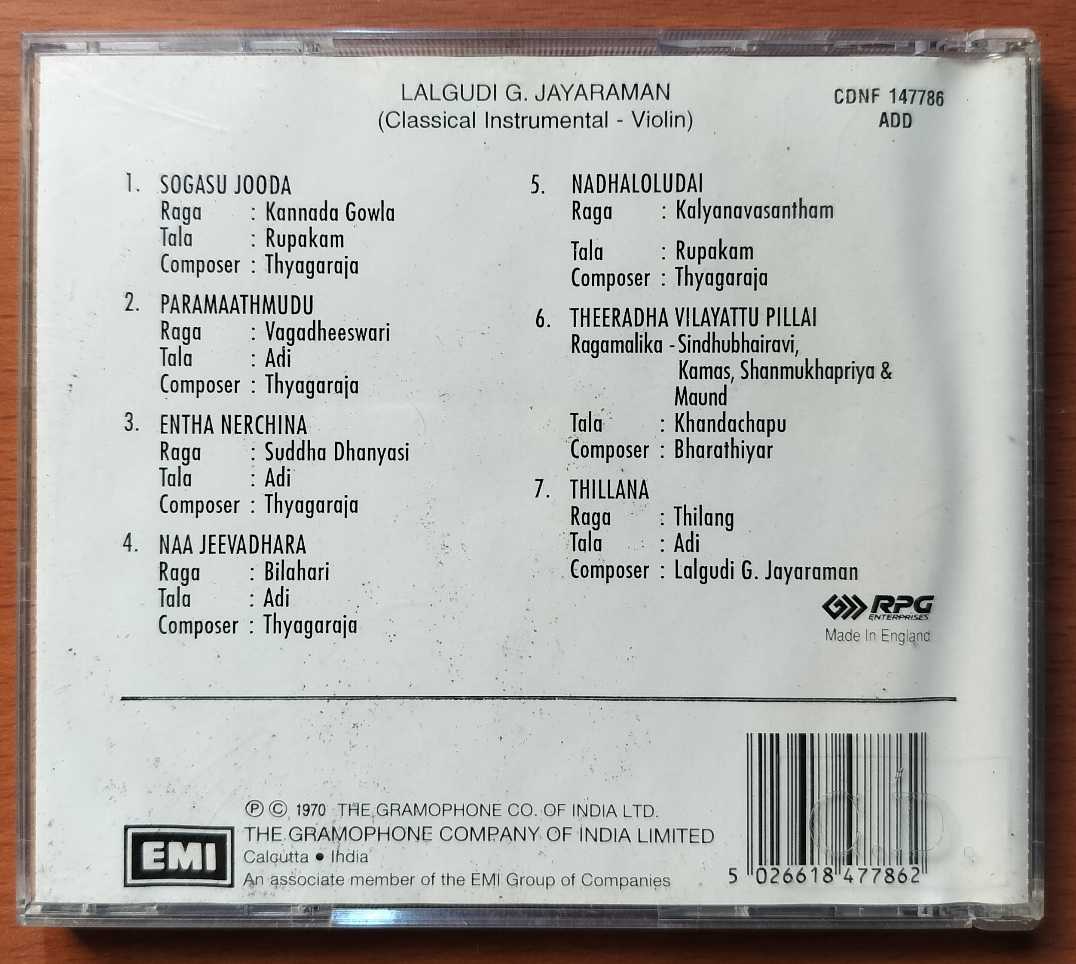 LALGUDI G. JAYARAMAN
(Classical Instrumental - Violin)
CDNF 147786
ADD
1. SOGASU JOODA
Raga : Kannada Gowla
Tala : Rupakam
Composer : Thyagaraja
2. PARAMAATHMUDU
Raga : Vagadheeswari
Tala : Adi
Composer : Thyagaraja
3. ENTHA NERCHINA
Raga : Suddha Dhanyasi
Tala : Adi
Composer : Thyagaraja
4. NAA JEEVADHARA
Raga : Bilahari
Tala : Adi
Composer : Thyagaraja
5. NADHALOLUDAI
Raga : Kalyanavasantham
Tala : Rupakam
Composer : Thyagaraja
6. THEERADHA VILAYATTU PILLAI
Ragamalika - Sindhubhairavi,
Kamas, Shanmukhapriya &
Maund
Tala : Khandachapu
Composer : Bharathiyar
7. THILLANA
Raga : Thilang
Tala : Adi
Composer : Lalgudi G. Jayaraman
RPG
ENTERPRISES
Made In England
Ⓟ © 1970 THE GRAMOPHONE CO. OF INDIA LTD.
THE GRAMOPHONE COMPANY OF INDIA LIMITED
EMI
Calcutta • India
An associate member of the EMI Group of Companies
5 026618 477862